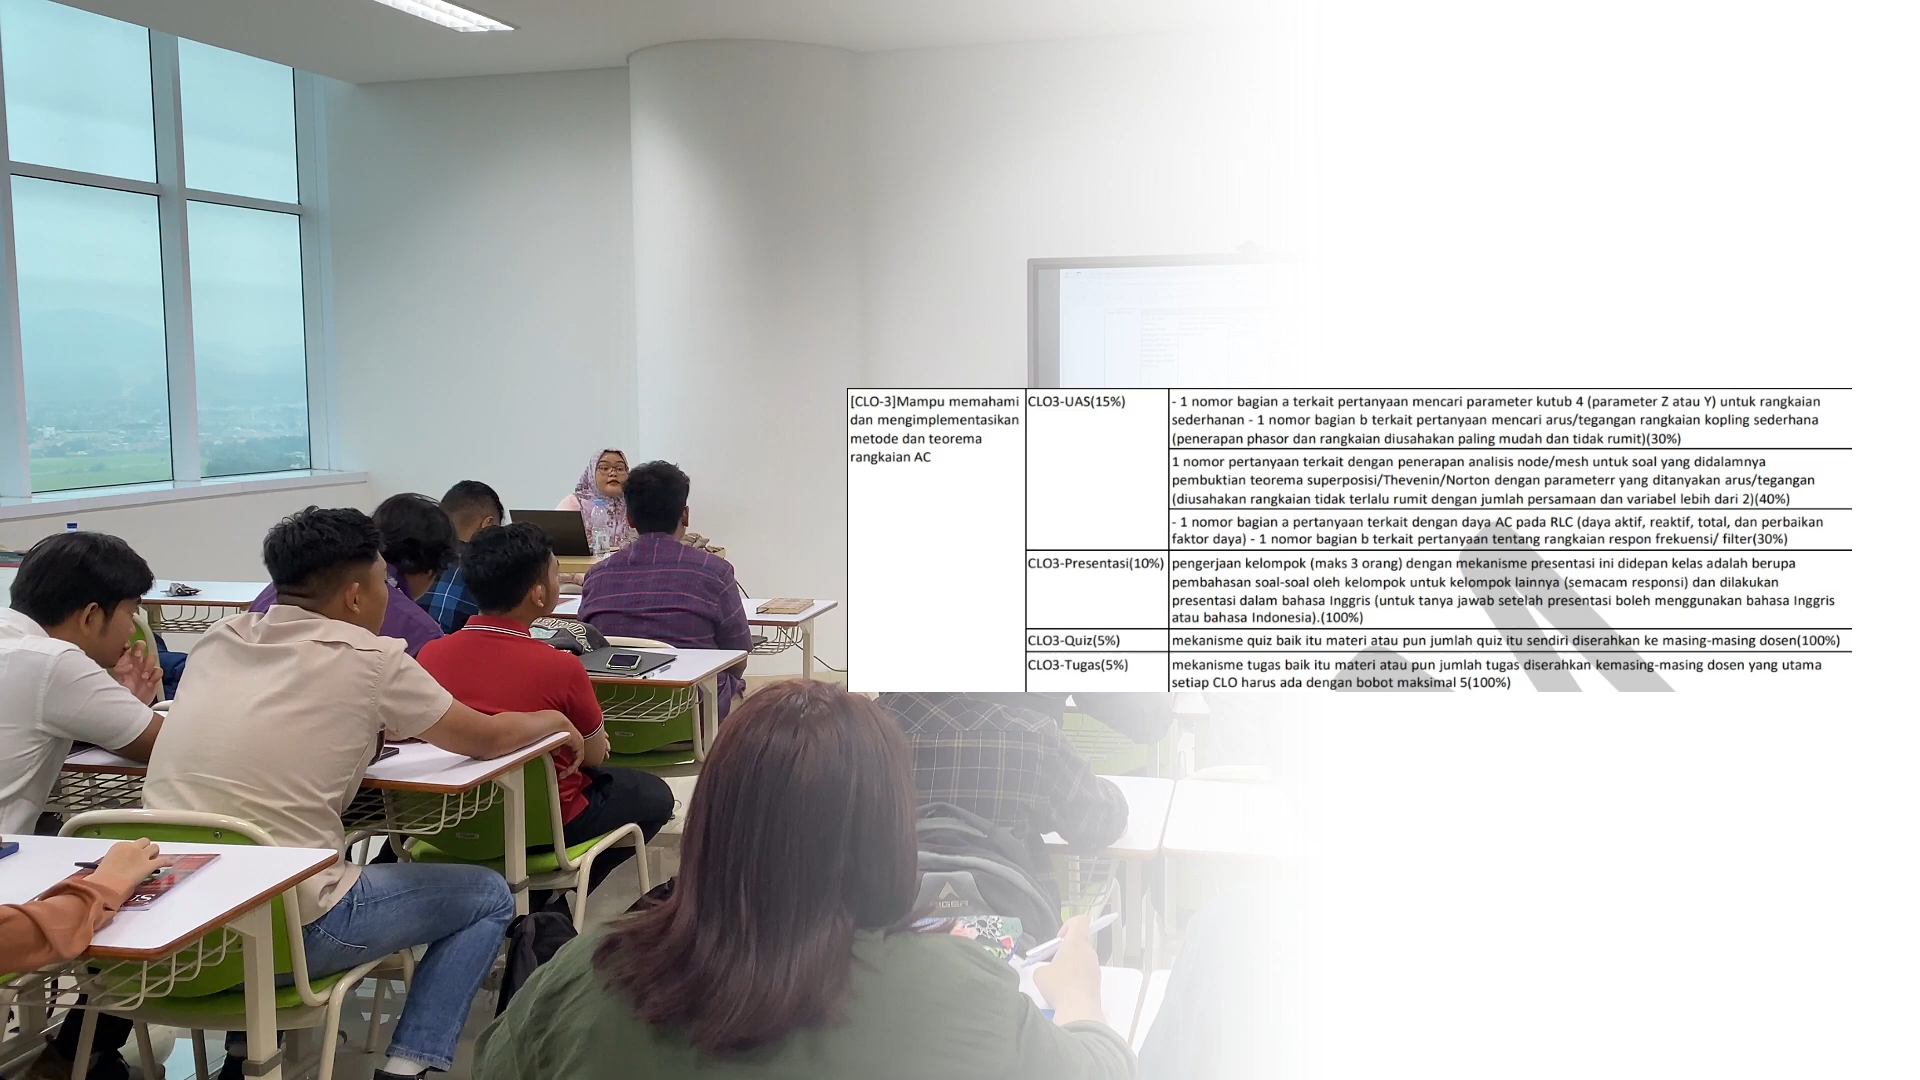 [CLO-3]Mampu memahami
dan mengimplementasikan
metode dan teorema
rangkaian AC
CLO3-UAS(15%)
- 1 nomor bagian a terkait pertanyaan mencari parameter kutub 4 (parameter Z atau Y) untuk rangkaian
sederhanan - 1 nomor bagian b terkait pertanyaan mencari arus/tegangan rangkaian kopling sederhana
(penerapan phasor dan rangkaian diusahakan paling mudah dan tidak rumit)(30%)
1 nomor pertanyaan terkait dengan penerapan analisis node/mesh untuk soal yang didalamnya
pembuktian teorema superposisi/Thevenin/Norton dengan parameterr yang ditanyakan arus/tegangan
(diusahakan rangkaian tidak terlalu rumit dengan jumlah persamaan dan variabel lebih dari 2)(40%)
- 1 nomor bagian a pertanyaan terkait dengan daya AC pada RLC (daya aktif, reaktif, total, dan perbaikan
faktor daya) - 1 nomor bagian b terkait pertanyaan tentang rangkaian respon frekuensi/ filter(30%)
CLO3-Presentasi(10%)
pengerjaan kelompok (maks 3 orang) dengan mekanisme presentasi ini didepan kelas adalah berupa
pembahasan soal-soal oleh kelompok untuk kelompok lainnya (semacam responsi) dan dilakukan
presentasi dalam bahasa Inggris (untuk tanya jawab setelah presentasi boleh menggunakan bahasa Inggris
atau bahasa Indonesia).(100%)
CLO3-Quiz(5%)
mekanisme quiz baik itu materi atau pun jumlah quiz itu sendiri diserahkan ke masing-masing dosen(100%)
CLO3-Tugas(5%)
mekanisme tugas baik itu materi atau pun jumlah tugas diserahkan kemasing-masing dosen yang utama
setiap CLO harus ada dengan bobot maksimal 5(100%)